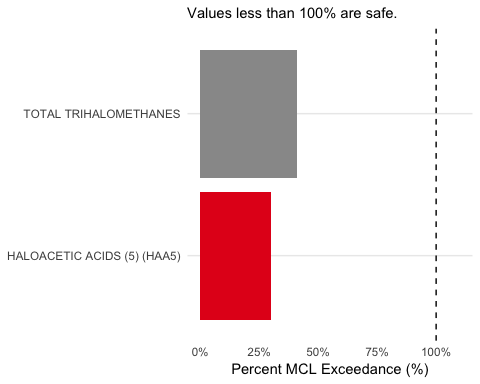 Values less than 100% are safe.
TOTAL TRIHALOMETHANES
HALOACETIC ACIDS (5) (HAA5)
0% 25% 50% 75% 100%
Percent MCL Exceedance (%)